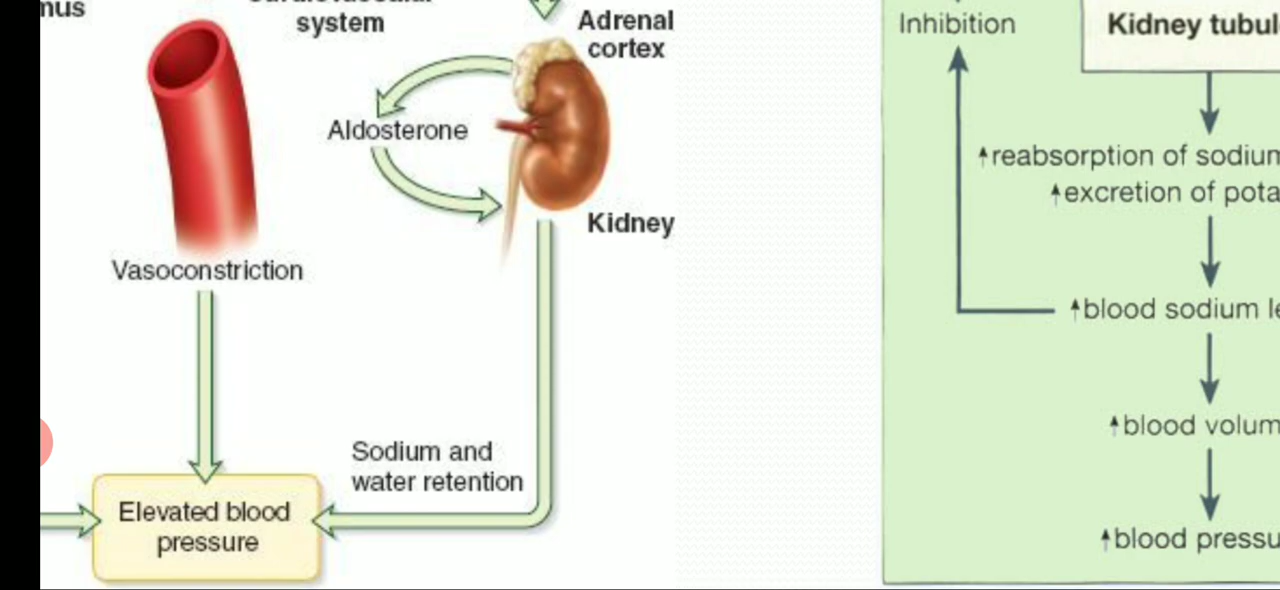 system
Adrenal
cortex
Aldosterone
Kidney
Vasoconstriction
Sodium and
water retention
Elevated blood
pressure
Inhibition
Kidney tubul
↑reabsorption of sodium
↑excretion of pota
↑blood sodium le
↑blood volum
↑blood pressu